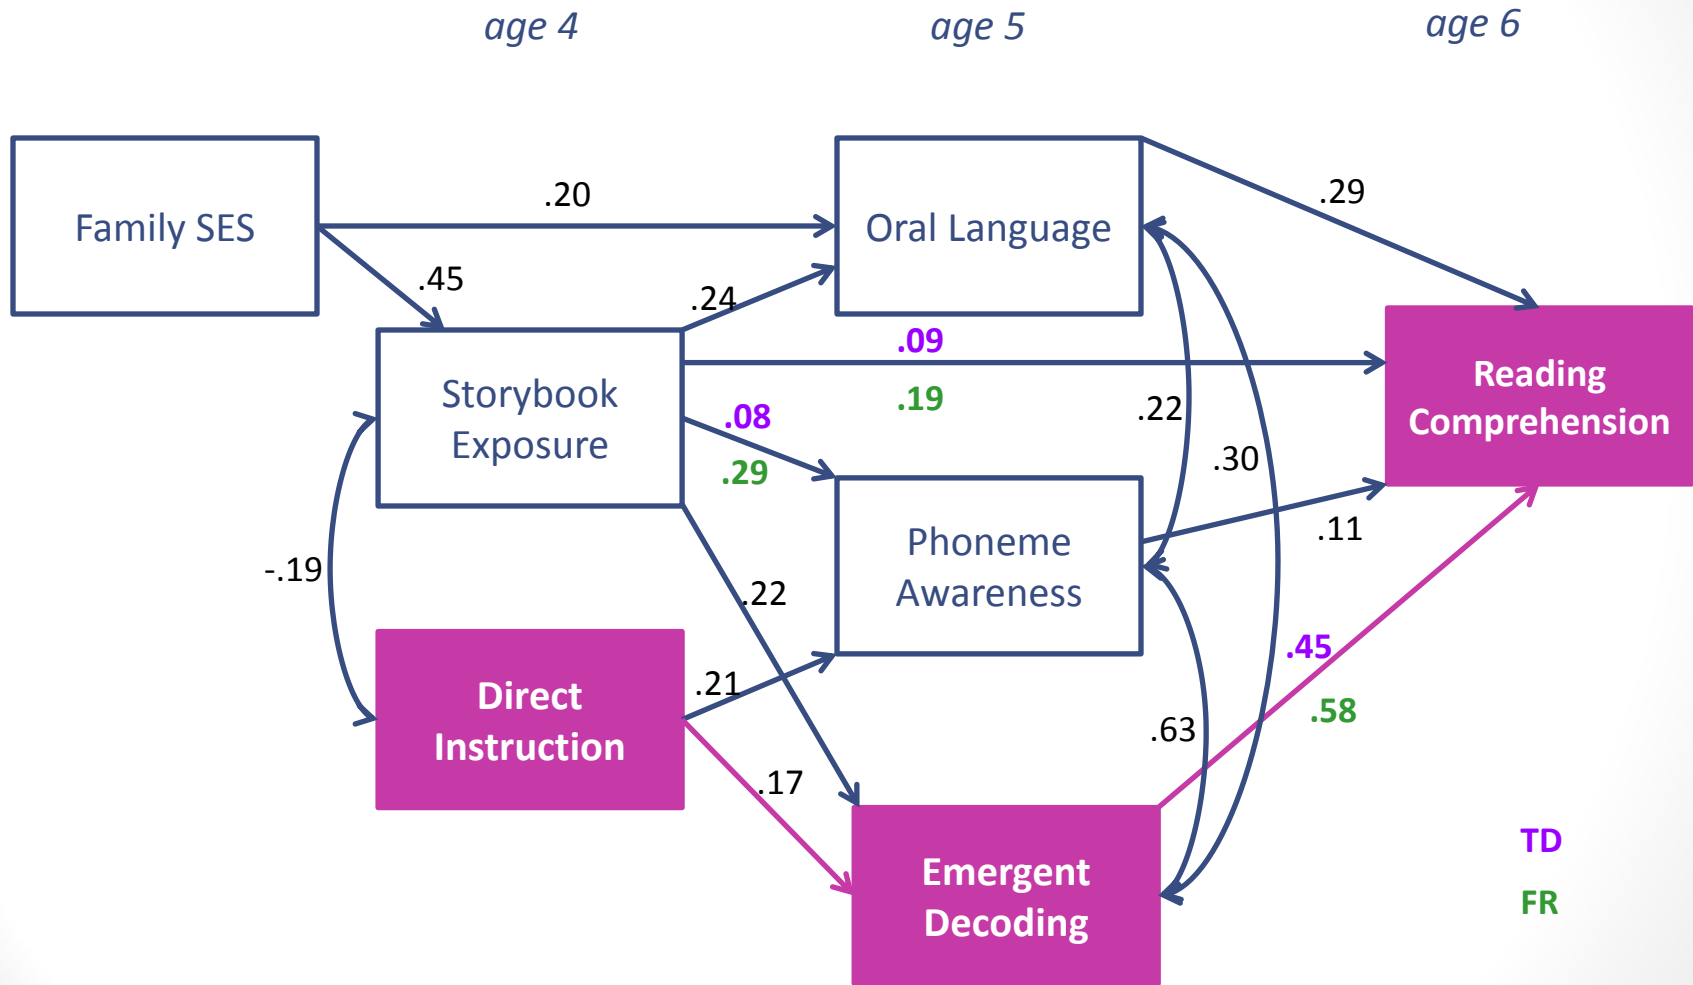 age 4
age 5
age 6
Family SES
.20
Oral Language
.29
.45
.24
.09
.19
Storybook
Exposure
.08
.29
.22
.30
Reading
Comprehension
Phoneme
Awareness
.11
-.19
.22
Direct
Instruction
.21
.17
.63
.45
.58
Emergent
Decoding
TD
FR